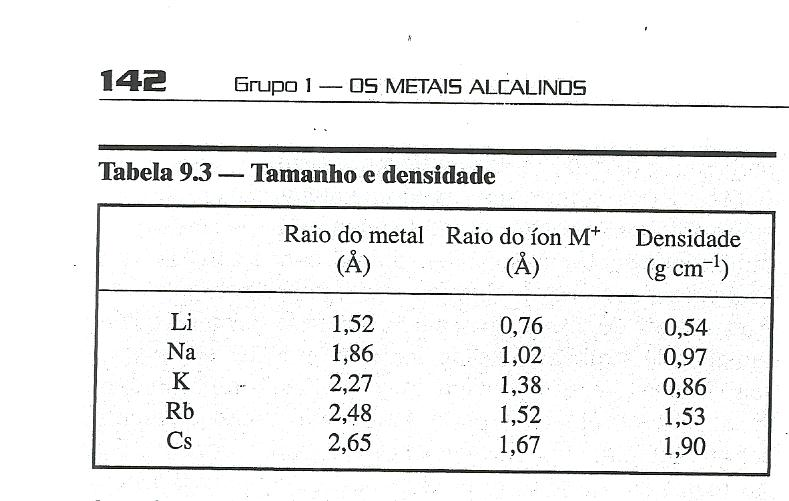 142 Grupo 1 — OS METAIS ALCALINOS
Tabela 9.3 — Tamanho e densidade
Raio do metal Raio do íon M⁺ Densidade
(Å) (Å) (g cm⁻¹)
Li 1,52 0,76 0,54
Na 1,86 1,02 0,97
K 2,27 1,38 0,86
Rb 2,48 1,52 1,53
Cs 2,65 1,67 1,90